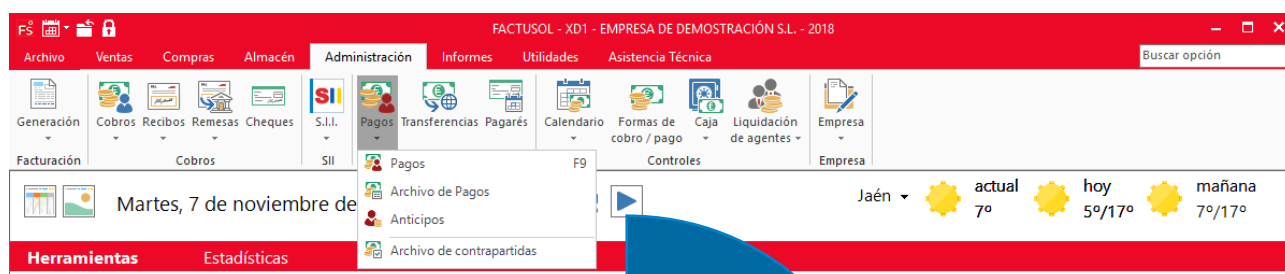 FS
FACTUSOL - XD1 - EMPRESA DE DEMOSTRACIÓN S.L. - 2018
Archivo Ventas Compras Almacén Administración Informes Utilidades Asistencia Técnica Buscar opción
Generación Cobros Recibos Remesas Cheques S.I.I. Pagos Transferencias Pagarés Calendario Formas de cobro / pago Caja Liquidación de agentes Empresa
SII
Facturación Cobros SII Controles Empresa
Pagos F9
Archivo de Pagos
Anticipos
Archivo de contrapartidas
Martes, 7 de noviembre de
Jaén actual 7º hoy 5º/17º mañana 7º/17º
Herramientas Estadísticas